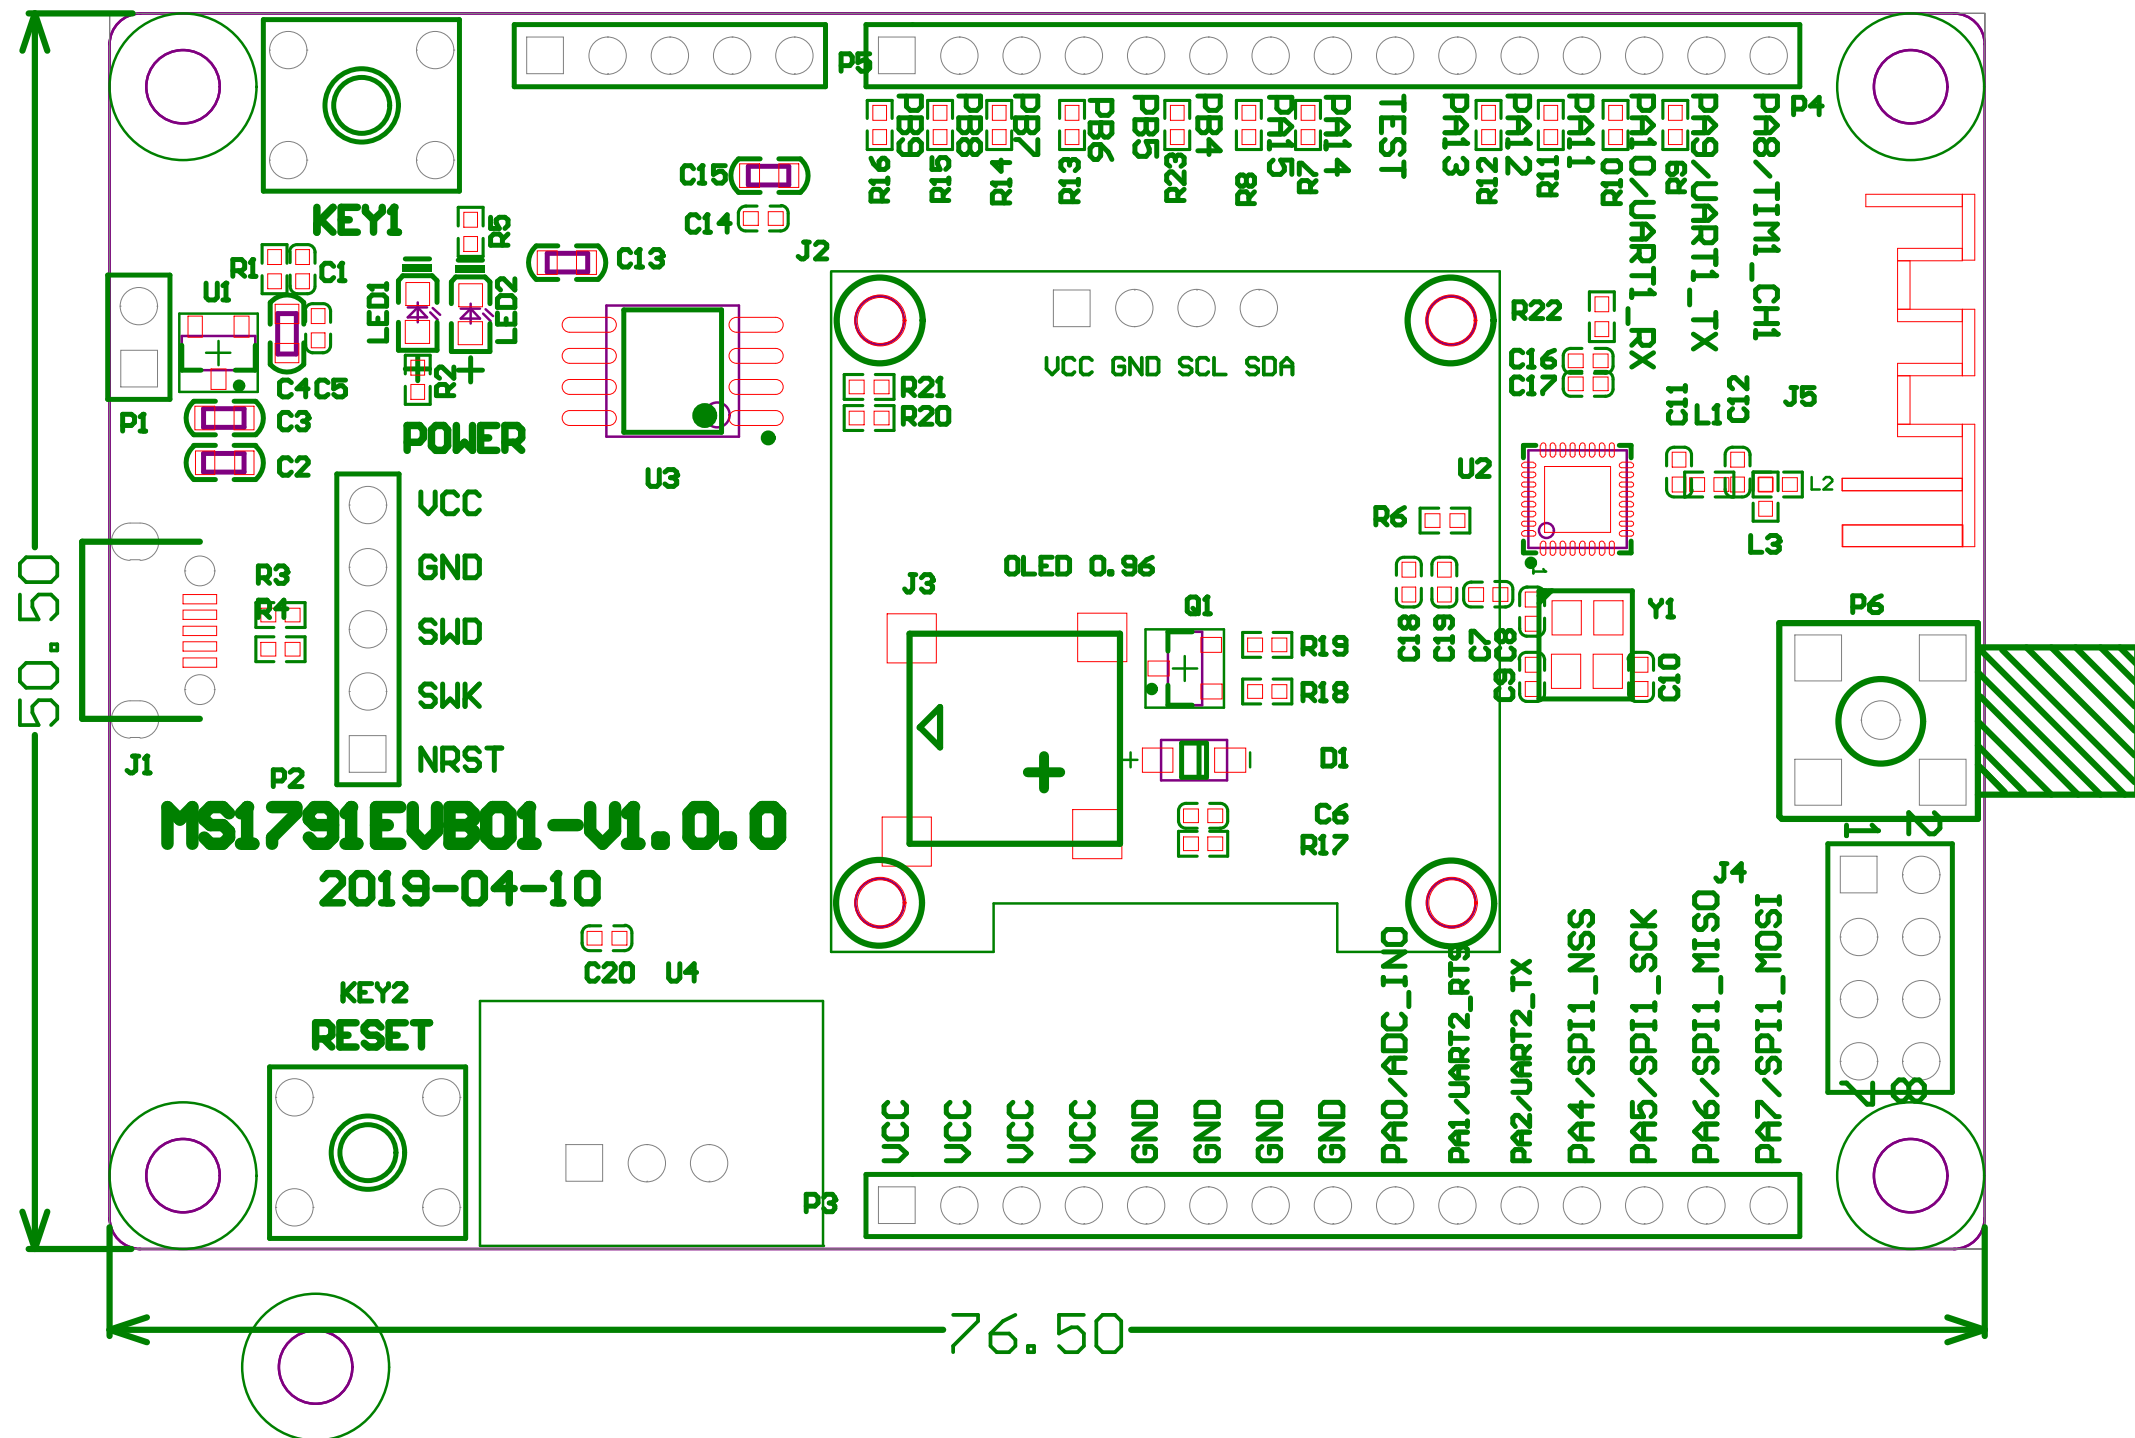 P5
P4
PB9
PB8
PB7
PB6
PB5
PB4
PA15
PA14
TEST
PA13
PA12
PA11
PA10/UART1_RX
PA9/UART1_TX
PA8/TIM1_CH1
R16
R15
R14
R13
R23
R8
R7
R12
R11
R10
R9
C15
C14
KEY1
R5
C13
J2
R1
C1
U1
LED1
LED2
R22
VCC GND SCL SDA
C16
C17
R2
C4
C5
R21
R20
C11
L1
C12
J5
P1
C3
POWER
C2
U3
U2
L2
VCC
R6
L3
50.50
GND
R3
R4
OLED 0.96
J3
1
Q1
P6
Y1
SWD
R19
C18
C19
C7
C8
SWK
R18
C9
C10
J1
NRST
P2
D1
MS1791EVB01-V1.0.0
C6
R17
1
2
2019-04-10
J4
C20
U4
KEY2
RESET
4
8
VCC
VCC
VCC
VCC
GND
GND
GND
GND
PA0/ADC_IN0
PA1/UART2_RTS
PA2/UART2_TX
PA4/SPI1_NSS
PA5/SPI1_SCK
PA6/SPI1_MISO
PA7/SPI1_MOSI
P3
76.50